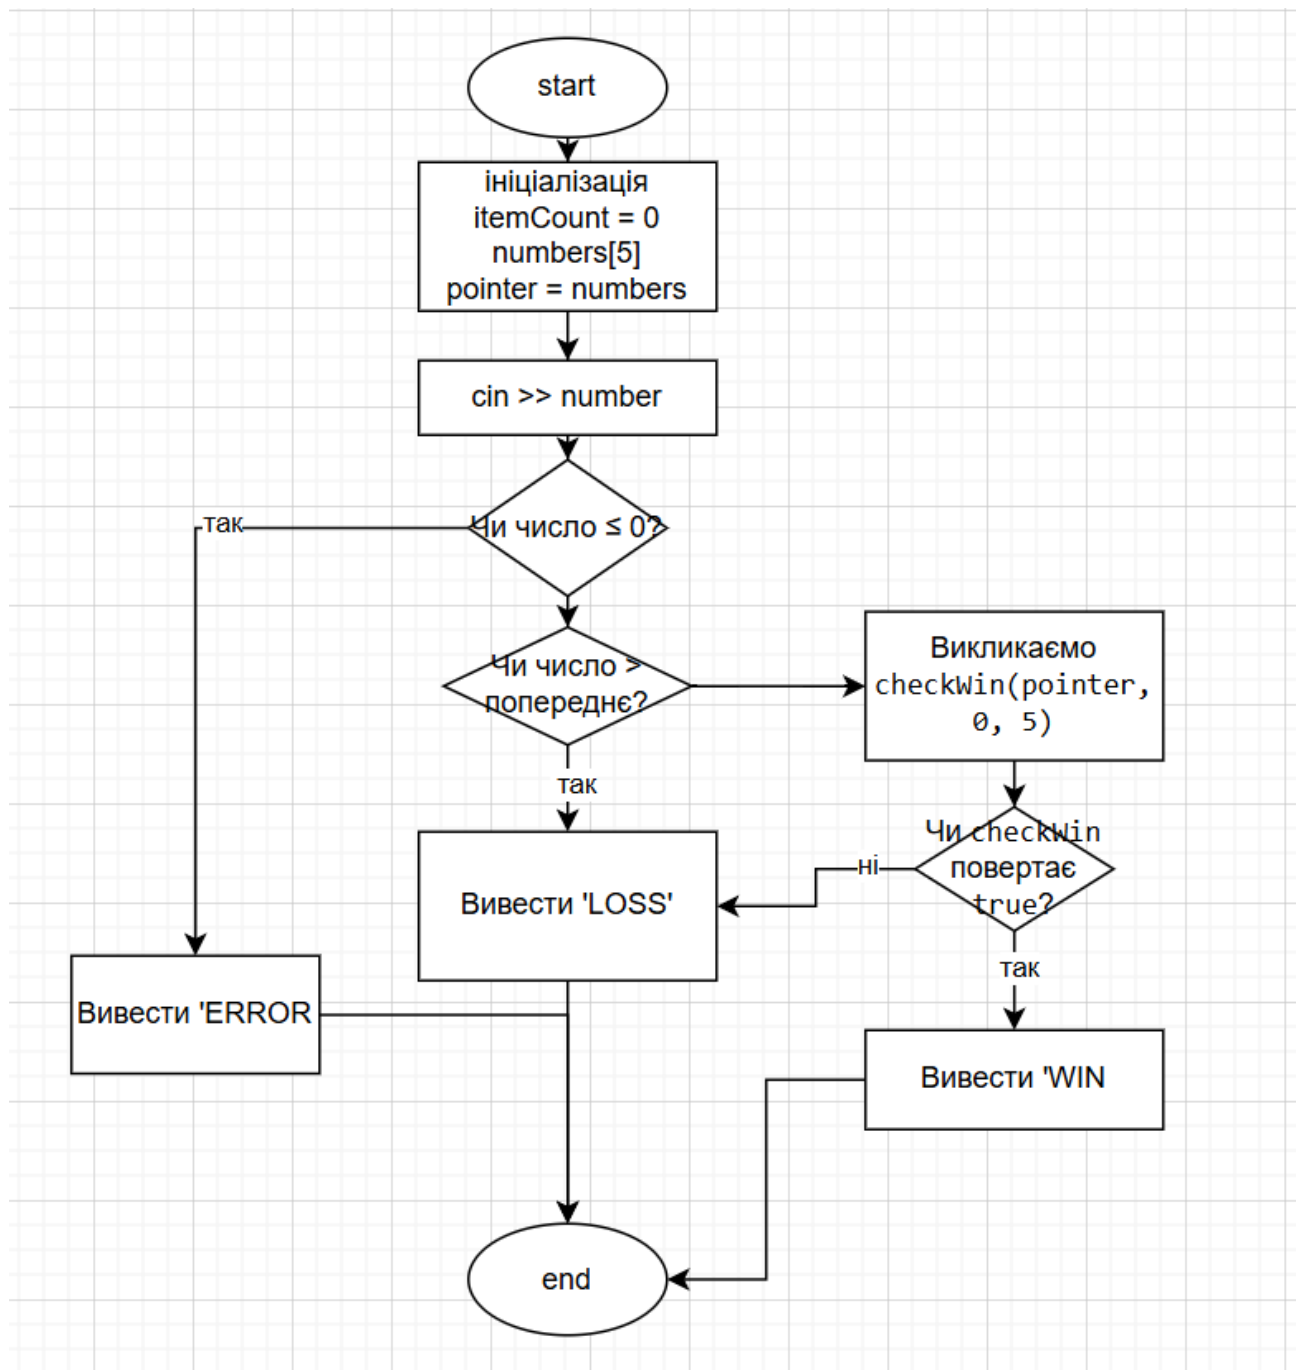 start
ініціалізація
itemCount = 0
numbers[5]
pointer = numbers
cin >> number
Чи число ≤ 0?
так
Чи число >
попереднє?
Викликаємо
checkWin(pointer,
0, 5)
так
Чи checkWin
повертає
true?
ні
Вивести 'LOSS'
так
Вивести 'ERROR
Вивести 'WIN
end